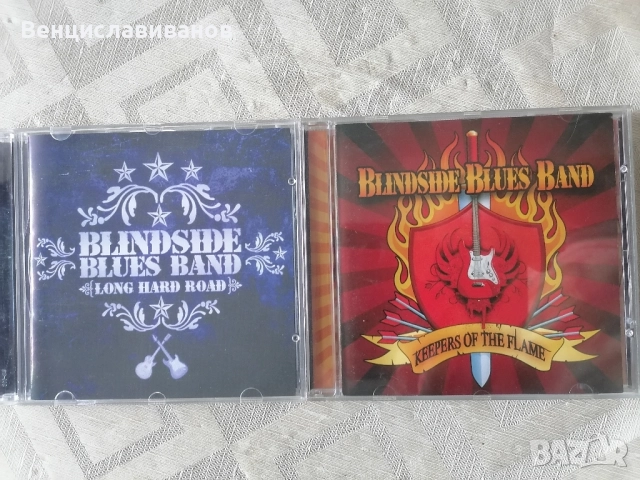 Венциславиванов
BLINDSIDE
BLUES BAND
LONG HARD ROAD
BLINDSIDE BLUES BAND
KEEPERS OF THE FLAME
BAZAR